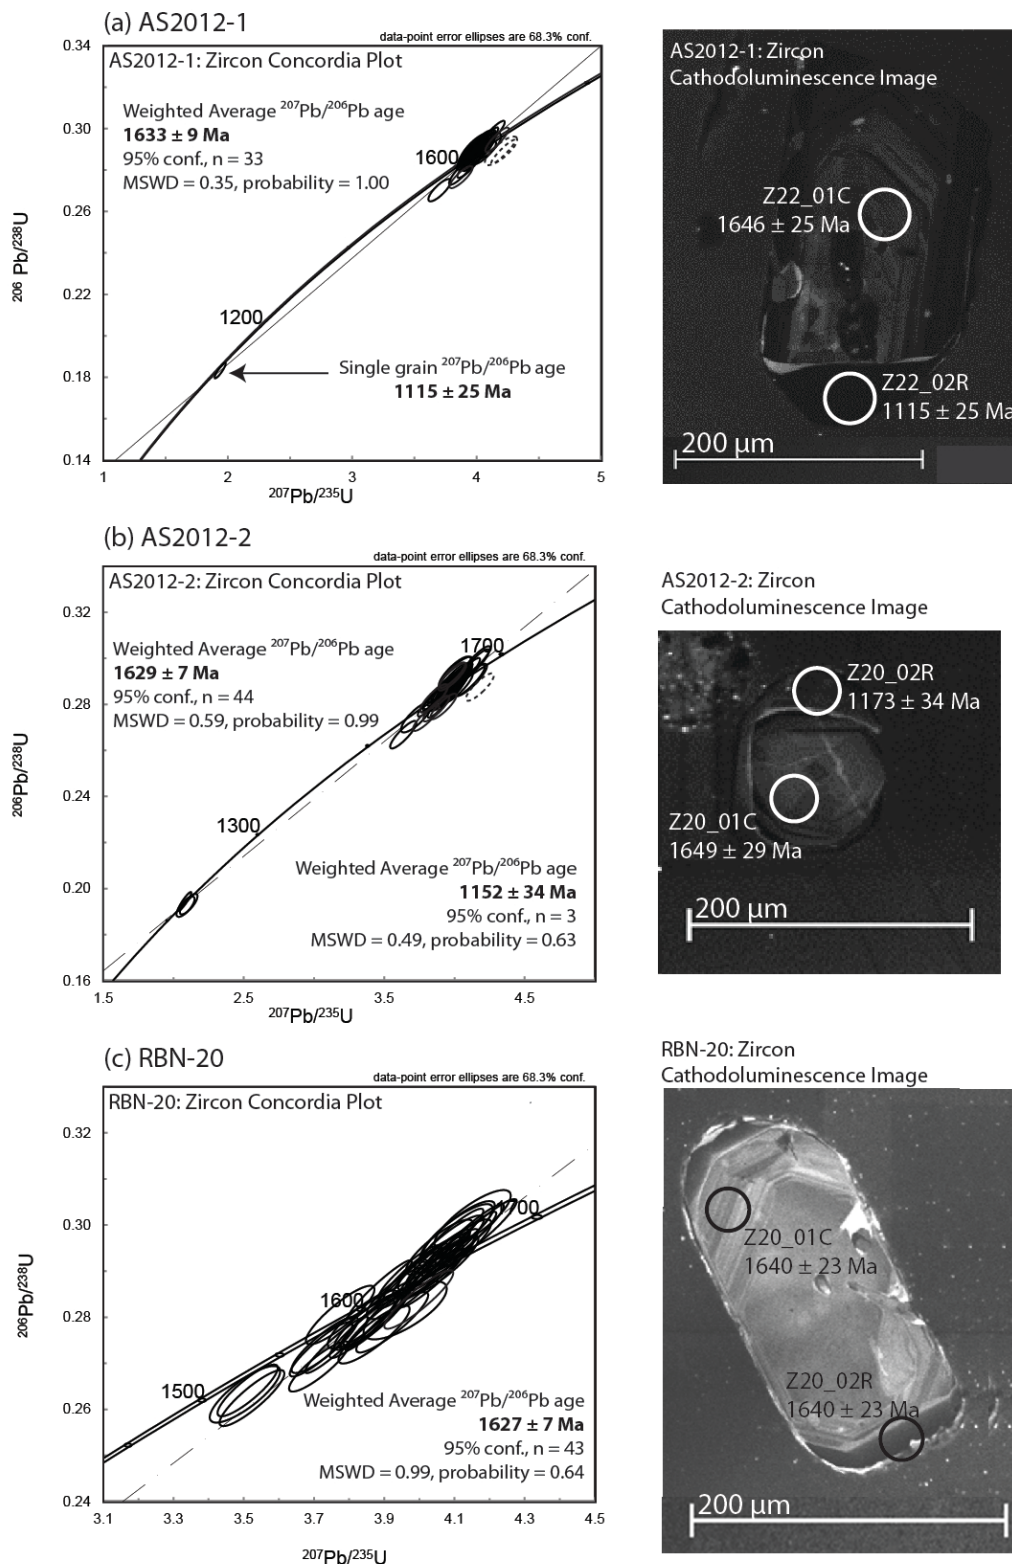 (a) AS2012-1
data-point error ellipses are 68.3% conf.
AS2012-1: Zircon Concordia Plot
Weighted Average ²⁰⁷Pb/²⁰⁶Pb age
1633 ± 9 Ma
95% conf., n = 33
MSWD = 0.35, probability = 1.00
1600
1200
Single grain ²⁰⁷Pb/²⁰⁶Pb age
1115 ± 25 Ma
0.34
0.30
0.26
0.22
0.18
0.14
²⁰⁶ Pb/²³⁸U
1 2 3 4 5
²⁰⁷Pb/²³⁵U
AS2012-1: Zircon
Cathodoluminescence Image
Z22_01C
1646 ± 25 Ma
Z22_02R
1115 ± 25 Ma
200 µm
(b) AS2012-2
data-point error ellipses are 68.3% conf.
AS2012-2: Zircon Concordia Plot
Weighted Average ²⁰⁷Pb/²⁰⁶Pb age
1629 ± 7 Ma
95% conf., n = 44
MSWD = 0.59, probability = 0.99
1700
1300
Weighted Average ²⁰⁷Pb/²⁰⁶Pb age
1152 ± 34 Ma
95% conf., n = 3
MSWD = 0.49, probability = 0.63
0.32
0.28
0.24
0.20
0.16
²⁰⁶Pb/²³⁸U
1.5 2.5 3.5 4.5
²⁰⁷Pb/²³⁵U
AS2012-2: Zircon
Cathodoluminescence Image
Z20_02R
1173 ± 34 Ma
Z20_01C
1649 ± 29 Ma
200 µm
(c) RBN-20
data-point error ellipses are 68.3% conf.
RBN-20: Zircon Concordia Plot
1600
1500
Weighted Average ²⁰⁷Pb/²⁰⁶Pb age
1627 ± 7 Ma
95% conf., n = 43
MSWD = 0.99, probability = 0.64
0.32
0.30
0.28
0.26
0.24
²⁰⁶Pb/²³⁸U
3.1 3.3 3.5 3.7 3.9 4.1 4.3 4.5
²⁰⁷Pb/²³⁵U
RBN-20: Zircon
Cathodoluminescence Image
Z20_01C
1640 ± 23 Ma
Z20_02R
1640 ± 23 Ma
200 µm